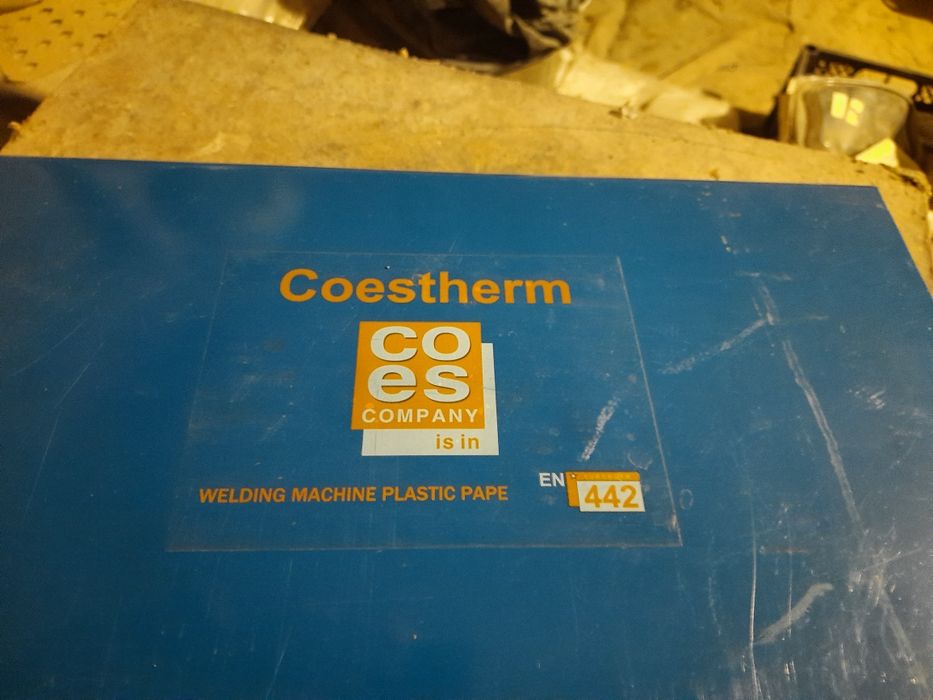 Coestherm
co
es
COMPANY
is in
WELDING MACHINE PLASTIC PAPE
EN
442